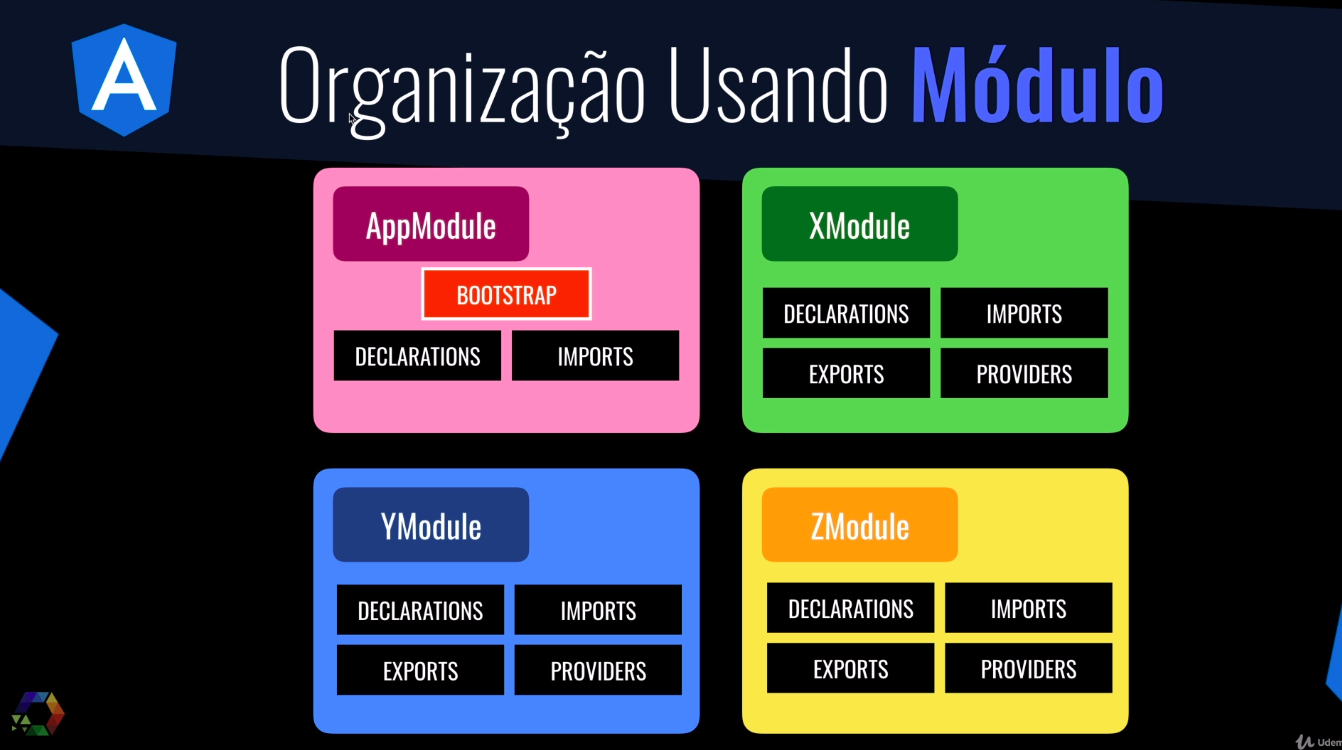 A
Organização Usando Módulo
AppModule
BOOTSTRAP
DECLARATIONS IMPORTS
XModule
DECLARATIONS IMPORTS
EXPORTS PROVIDERS
YModule
DECLARATIONS IMPORTS
EXPORTS PROVIDERS
ZModule
DECLARATIONS IMPORTS
EXPORTS PROVIDERS